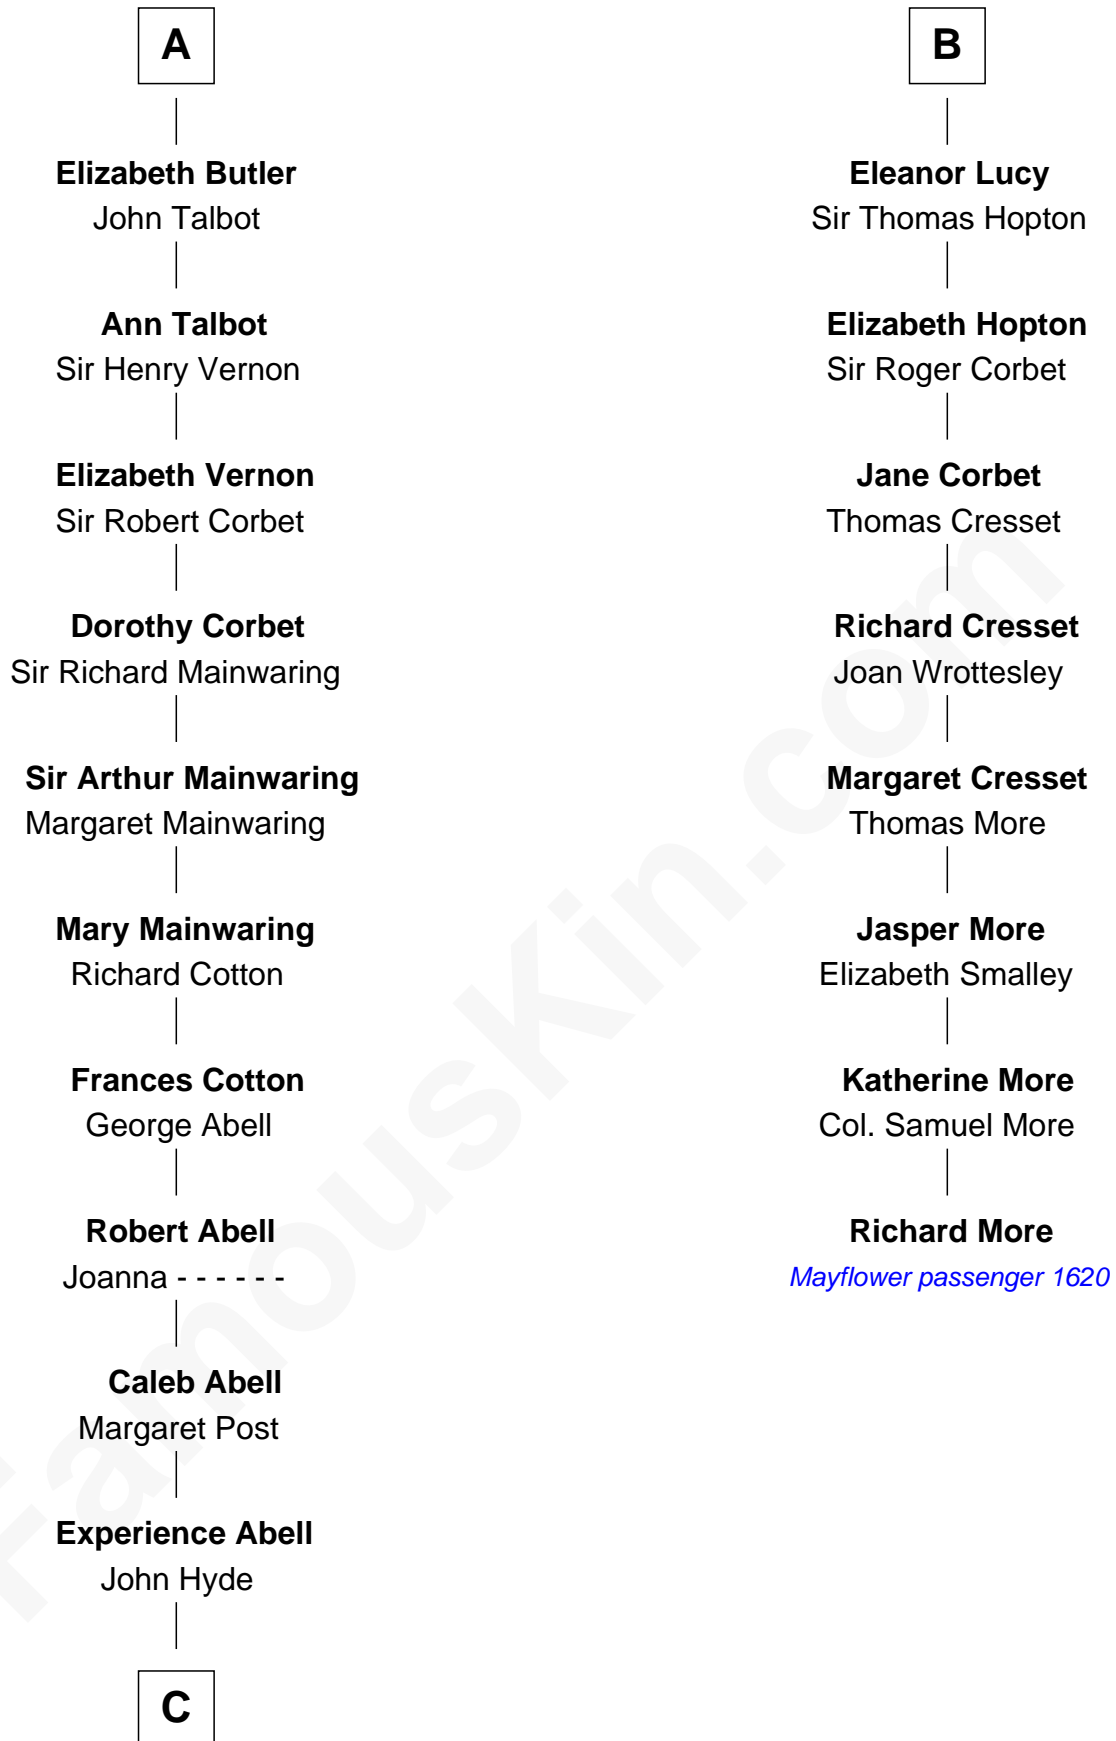 A
Elizabeth Butler
John Talbot
Ann Talbot
Sir Henry Vernon
Elizabeth Vernon
Sir Robert Corbet
Dorothy Corbet
Sir Richard Mainwaring
Sir Arthur Mainwaring
Margaret Mainwaring
Mary Mainwaring
Richard Cotton
Frances Cotton
George Abell
Robert Abell
Joanna - - - - - -
Caleb Abell
Margaret Post
Experience Abell
John Hyde
C
B
Eleanor Lucy
Sir Thomas Hopton
Elizabeth Hopton
Sir Roger Corbet
Jane Corbet
Thomas Cresset
Richard Cresset
Joan Wrottesley
Margaret Cresset
Thomas More
Jasper More
Elizabeth Smalley
Katherine More
Col. Samuel More
Richard More
Mayflower passenger 1620
FamousKin.com